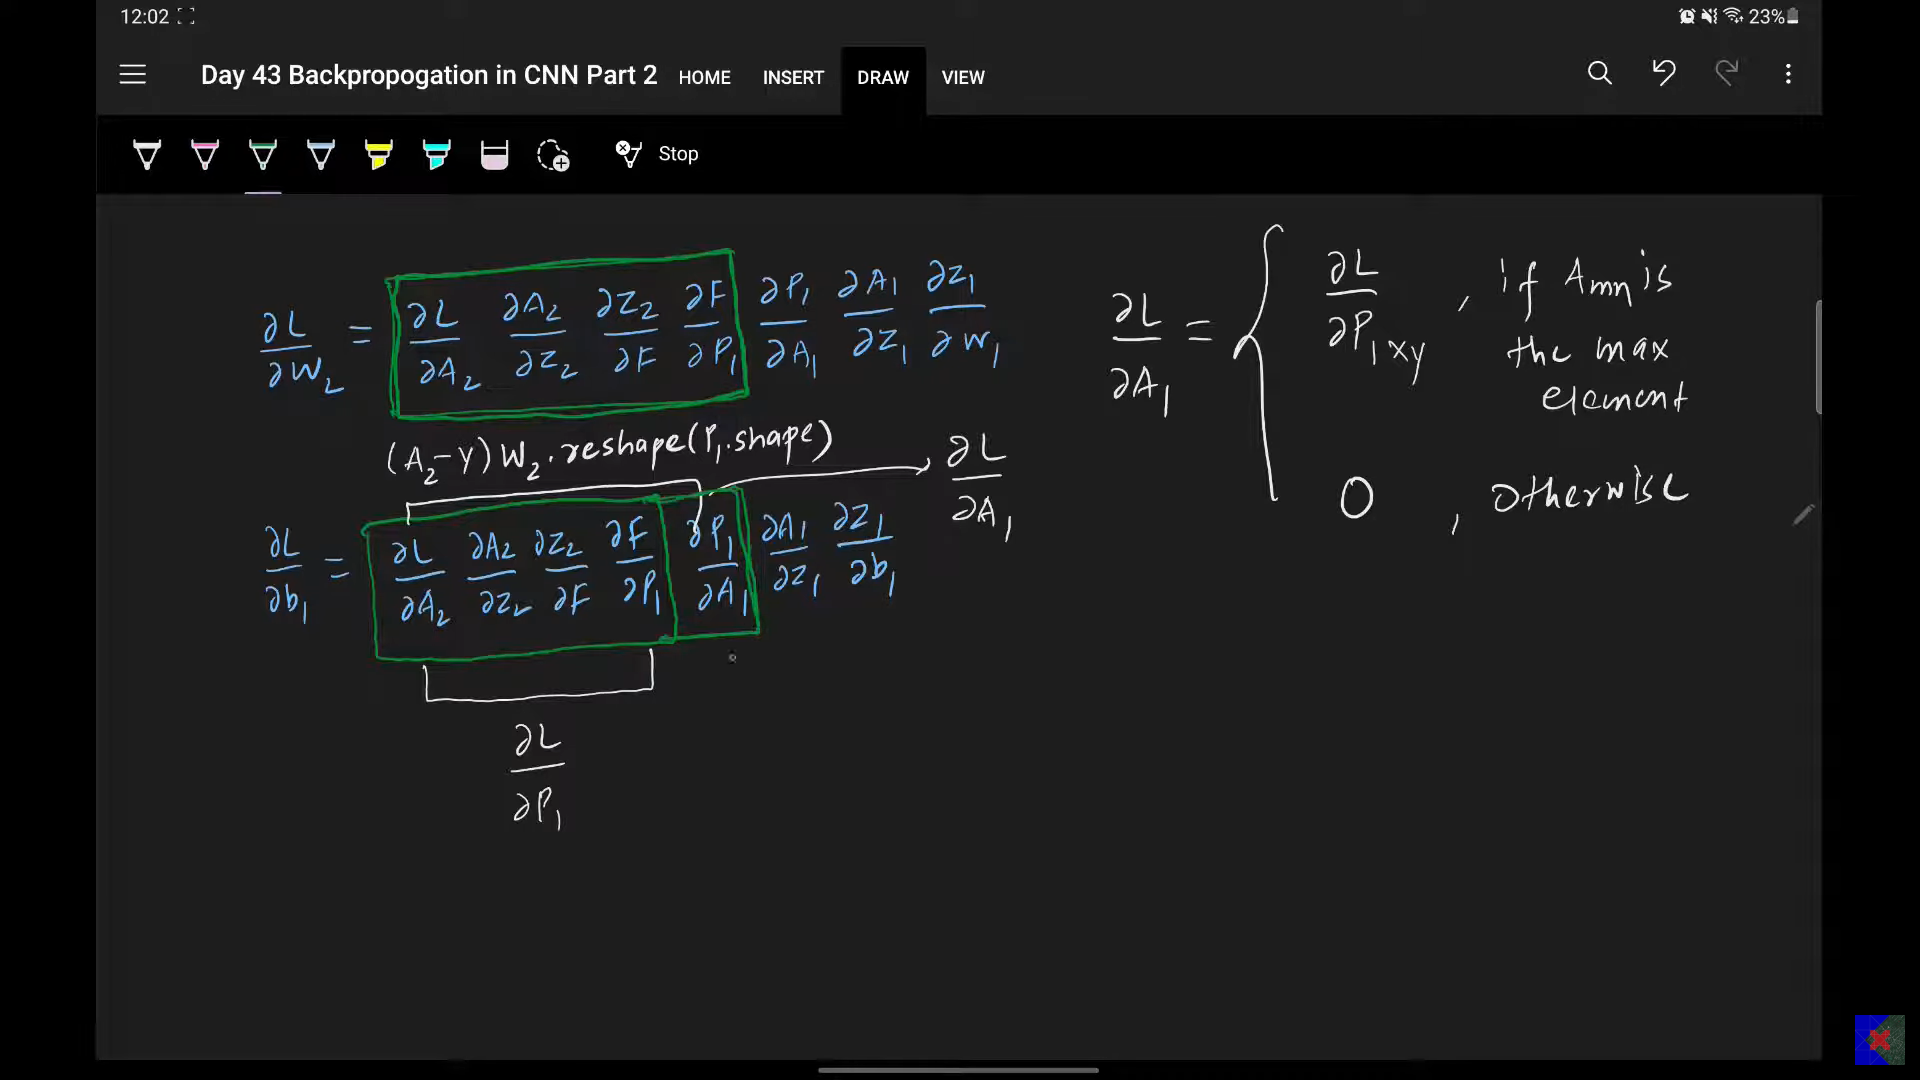 12:02
23%
Day 43 Backpropogation in CNN Part 2
HOME INSERT DRAW VIEW
Stop
∂L/∂W₂ = ∂L/∂A₂ ∂A₂/∂Z₂ ∂Z₂/∂F ∂F/∂P₁ ∂P₁/∂A₁ ∂A₁/∂Z₁ ∂Z₁/∂W₁
(A₂-Y)W₂.reshape(P₁.shape)
∂L/∂A₁
∂L/∂b₁ = ∂L/∂A₂ ∂A₂/∂Z₂ ∂Z₂/∂F ∂F/∂P₁ ∂P₁/∂A₁ ∂A₁/∂Z₁ ∂Z₁/∂b₁
∂L/∂P₁
∂L/∂A₁ = { ∂L/∂P₁xy , if Amn is
the max
element
0 , otherwise